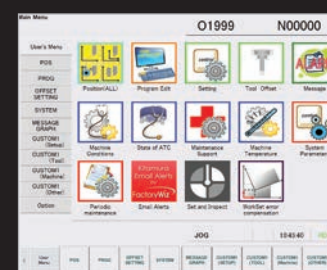 Main Menu
O1999 N00000
User's Menu
POS
PROG
OFFSET
SETTING
SYSTEM
MESSAGE
GRAPH
CUSTOM1
(Setup)
CUSTOM1
(Tool)
CUSTOM1
(Machine)
CUSTOM1
(Other)
Option
Position(ALL) Program Edit Setting Tool Offset Message
Machine
Conditions
State of ATC
Maintenance
Support
Machine
Temperature
System
Parameter
Kitamura
Email Alerts
by
FactoryWiz
Periodic
maintenance
Email Alerts
Set and Inspect
WorkSet error
compensation
JOG
User
Menu
POS
PROG
OFFSET
SETTING
SYSTEM
MESSAGE
GRAPH
CUSTOM1
(SETUP)
CUSTOM1
(TOOL)
CUSTOM1
(Machine)
CUSTOM1
(OTHER)